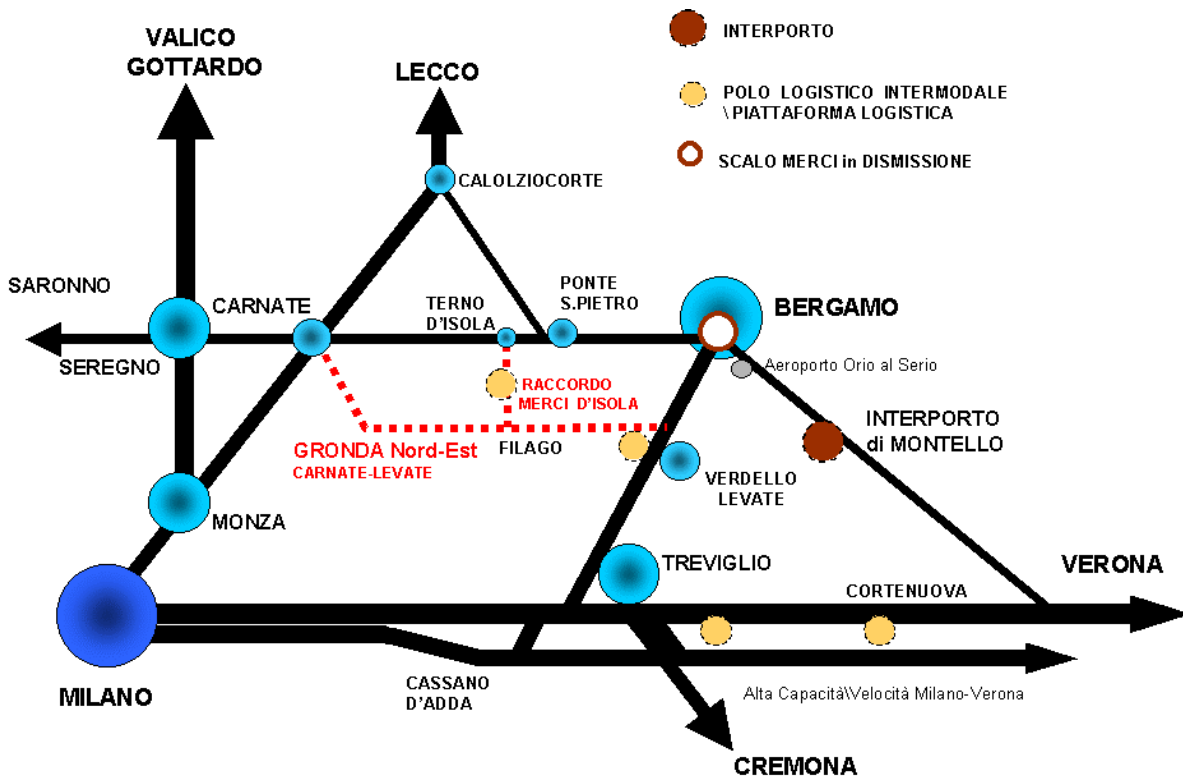 INTERPORTO
VALICO
GOTTARDO
LECCO
POLO LOGISTICO INTERMODALE
\PIATTAFORMA LOGISTICA
SCALO MERCI in DISMISSIONE
CALOLZIOCORTE
SARONNO
CARNATE
TERNO
D'ISOLA
PONTE
S.PIETRO
BERGAMO
SEREGNO
Aeroporto Orio al Serio
RACCORDO
MERCI D'ISOLA
INTERPORTO
di MONTELLO
GRONDA Nord-Est
CARNATE-LEVATE
FILAGO
VERDELLO
LEVATE
MONZA
TREVIGLIO
VERONA
CORTENUOVA
MILANO
CASSANO
D'ADDA
Alta Capacità\Velocità Milano-Verona
CREMONA